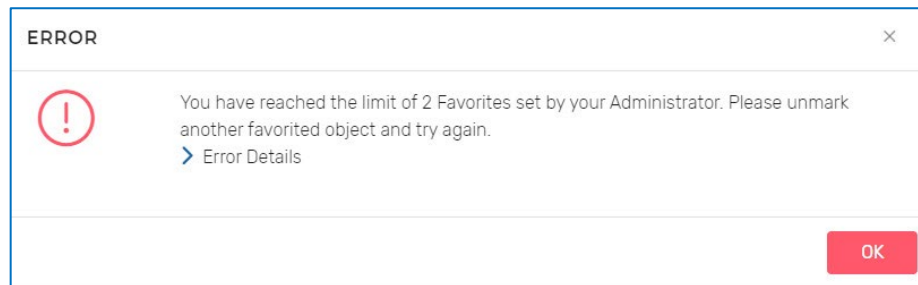 ERROR
You have reached the limit of 2 Favorites set by your Administrator. Please unmark
another favorited object and try again.
Error Details
OK